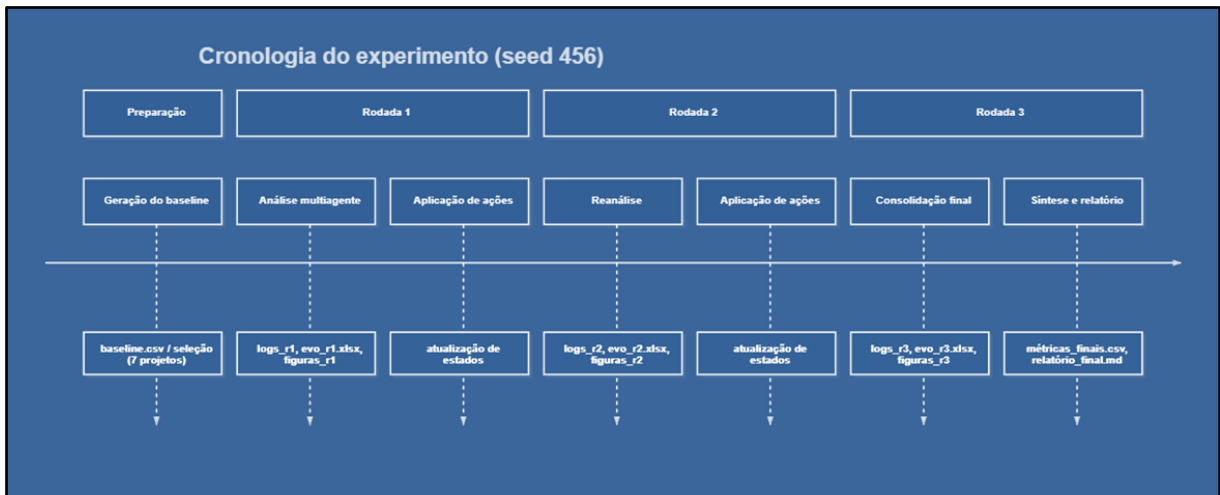 Cronologia do experimento (seed 456)
Preparação
Rodada 1
Rodada 2
Rodada 3
Geração do baseline
Análise multiagente
Aplicação de ações
Reanálise
Aplicação de ações
Consolidação final
Síntese e relatório
baseline.csv / seleção
(7 projetos)
logs_r1, evo_r1.xlsx,
figuras_r1
atualização de
estados
logs_r2, evo_r2.xlsx,
figuras_r2
atualização de
estados
logs_r3, evo_r3.xlsx,
figuras_r3
métricas_finais.csv,
relatório_final.md